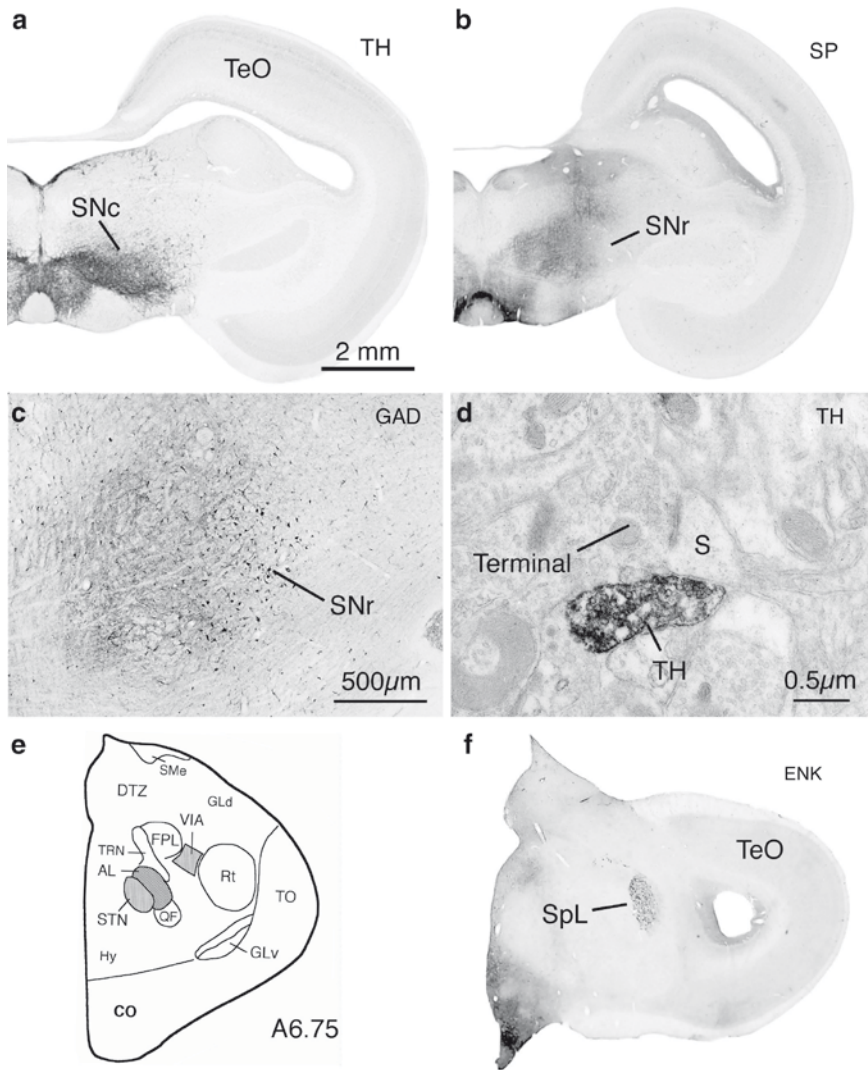 a
TH
TeO
SNc
2 mm
b
SP
SNr
c
GAD
SNr
500µm
d
TH
S
Terminal
TH
0.5µm
e
SMe
DTZ
GLd
VIA
FPL
TRN
AL
Rt
TO
STN
QF
Hy
GLv
CO
A6.75
f
ENK
TeO
SpL